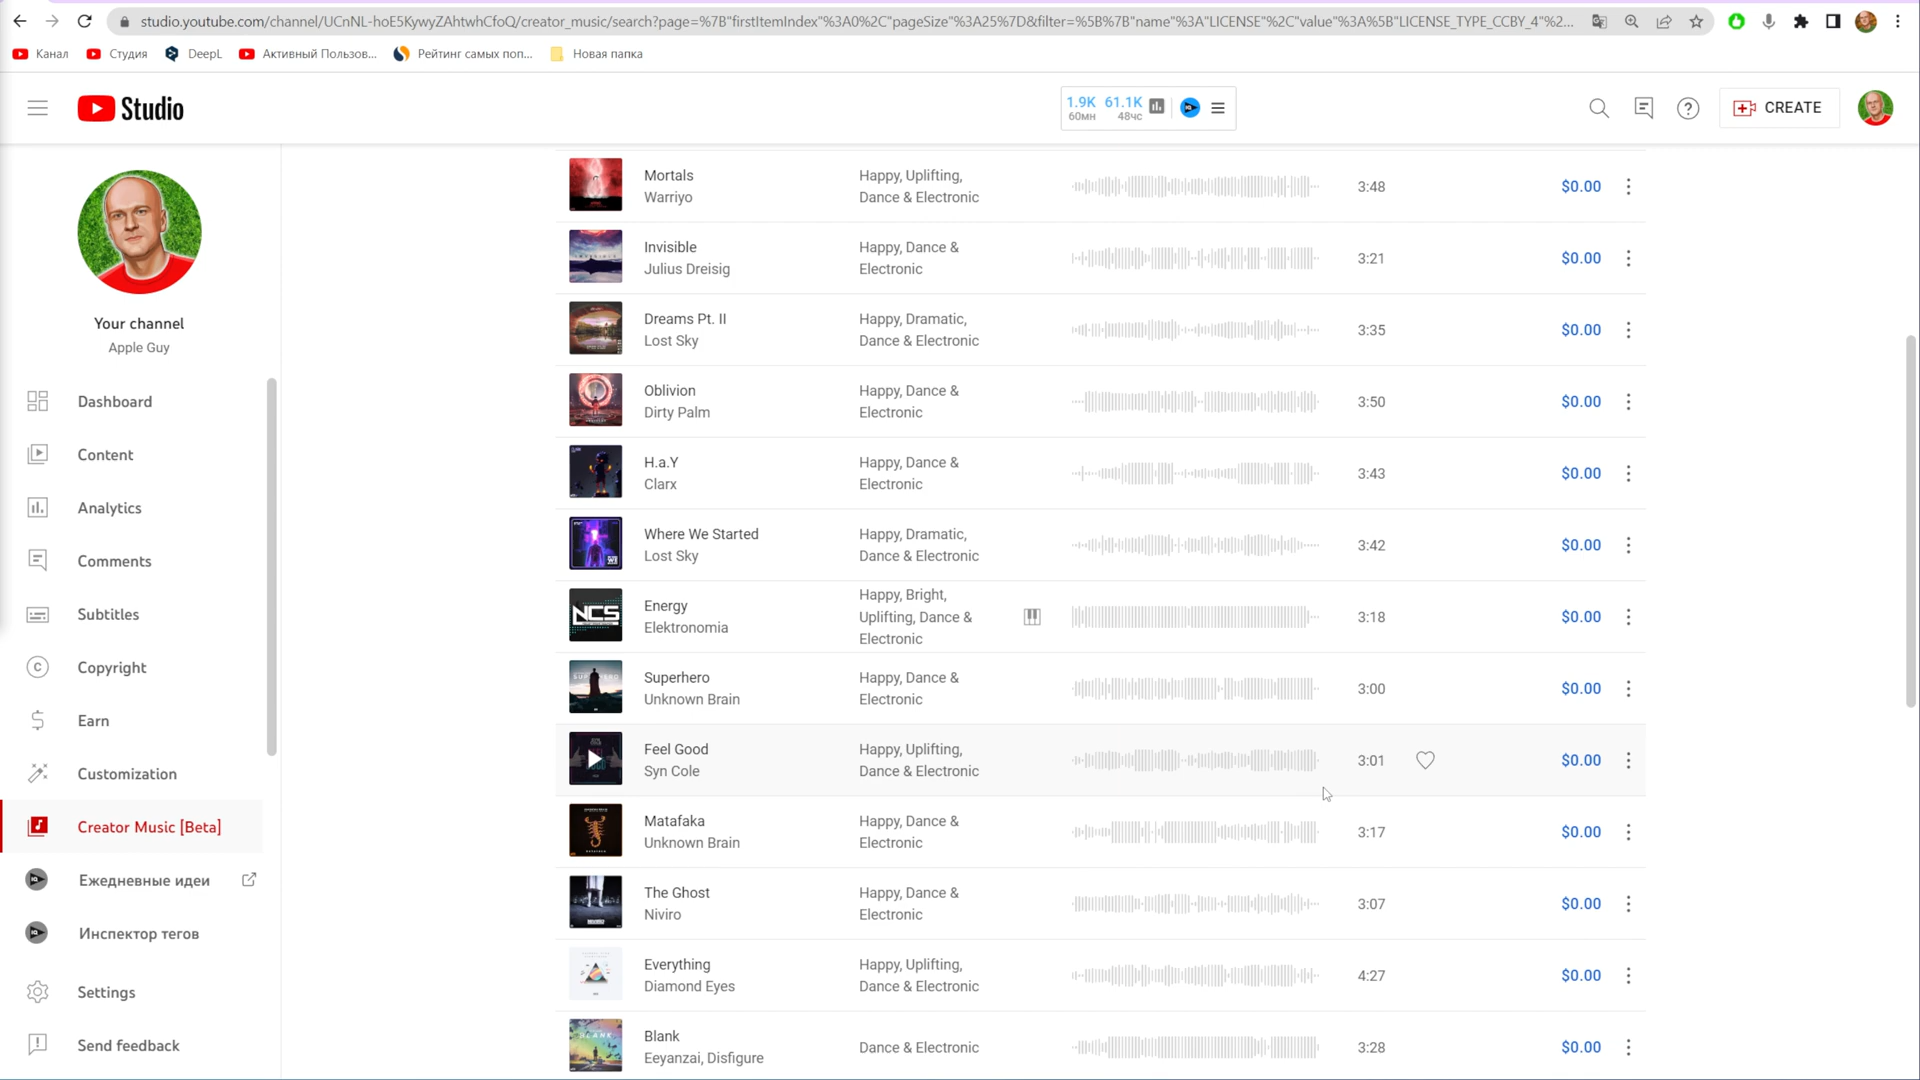 studio.youtube.com/channel/UCnNL-hoE5KywyZAhtwhCfoQ/creator_music/search?page=%7B"firstItemIndex"%3A0%2C"pageSize"%3A25%7D&filter=%5B%7B"name"%3A"LICENSE"%2C"value"%3A%5B"LICENSE_TYPE_CCBY_4"%2...
Канал Студия DeepL Активный Пользов... Рейтинг самых поп... Новая папка
Studio
1.9K 61.1K
60мн 48чс
CREATE
Your channel
Apple Guy
Dashboard
Content
Analytics
Comments
Subtitles
Copyright
Earn
Customization
Creator Music [Beta]
Ежедневные идеи
Инспектор тегов
Settings
Send feedback
Mortals Happy, Uplifting, 3:48 $0.00
Warriyo Dance & Electronic
Invisible Happy, Dance & 3:21 $0.00
Julius Dreisig Electronic
Dreams Pt. II Happy, Dramatic, 3:35 $0.00
Lost Sky Dance & Electronic
Oblivion Happy, Dance & 3:50 $0.00
Dirty Palm Electronic
H.a.Y Happy, Dance & 3:43 $0.00
Clarx Electronic
Where We Started Happy, Dramatic, 3:42 $0.00
Lost Sky Dance & Electronic
NCS
Energy Happy, Bright, 3:18 $0.00
Elektronomia Uplifting, Dance &
Electronic
Superhero Happy, Dance & 3:00 $0.00
Unknown Brain Electronic
Feel Good Happy, Uplifting, 3:01 $0.00
Syn Cole Dance & Electronic
Matafaka Happy, Dance & 3:17 $0.00
Unknown Brain Electronic
The Ghost Happy, Dance & 3:07 $0.00
Niviro Electronic
Everything Happy, Uplifting, 4:27 $0.00
Diamond Eyes Dance & Electronic
BLANK
Blank Dance & Electronic 3:28 $0.00
Eeyanzai, Disfigure